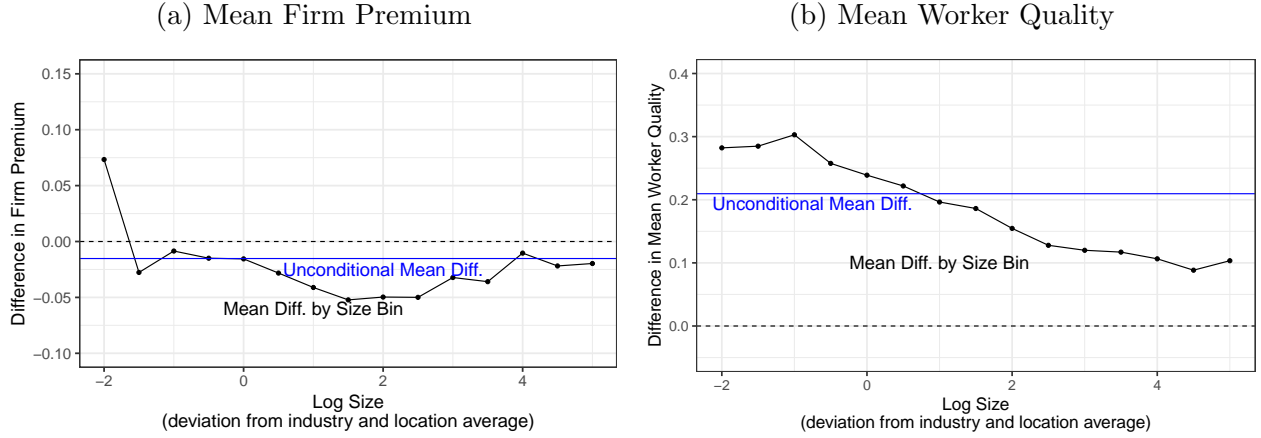 (a) Mean Firm Premium
Difference in Firm Premium
0.15
0.10
0.05
0.00
−0.05
−0.10
Unconditional Mean Diff.
Mean Diff. by Size Bin
−2
0
2
4
Log Size
(deviation from industry and location average)
(b) Mean Worker Quality
Difference in Mean Worker Quality
0.4
0.3
0.2
0.1
0.0
Unconditional Mean Diff.
Mean Diff. by Size Bin
−2
0
2
4
Log Size
(deviation from industry and location average)